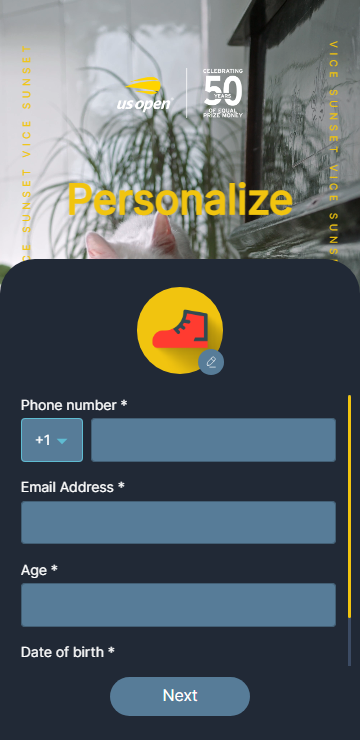 us open
CELEBRATING
50
YEARS
OF EQUAL
PRIZE MONEY
VICE SUNSET VICE SUNSET
VICE SUNSET VICE SUNS
Personalize
Phone number *
+1
Email Address *
Age *
Date of birth *
Next